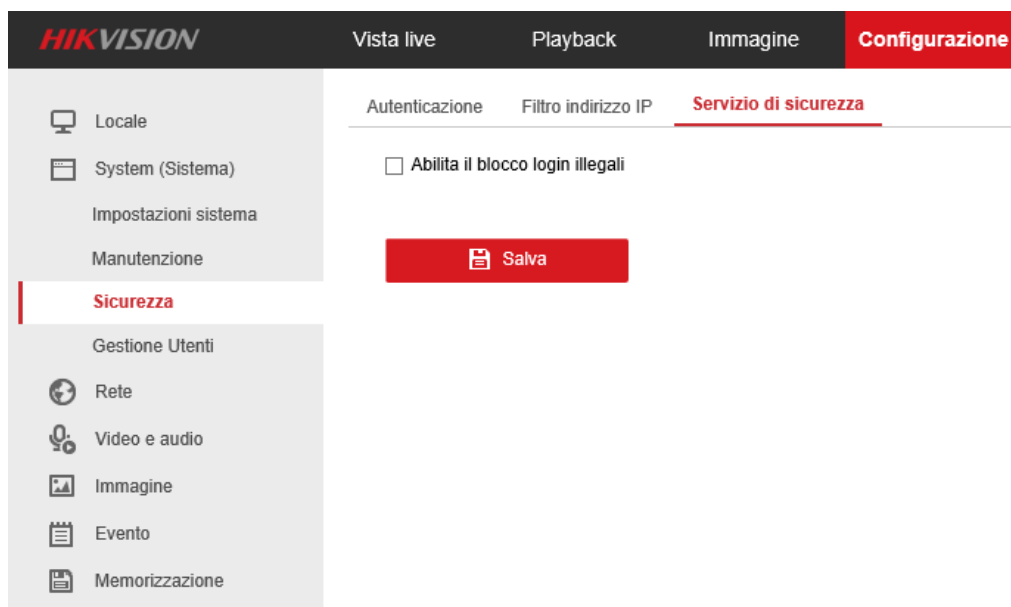 HIKVISION Vista live Playback Immagine Configurazione
Autenticazione Filtro indirizzo IP Servizio di sicurezza
Locale
System (Sistema)
Abilita il blocco login illegali
Impostazioni sistema
Manutenzione
Salva
Sicurezza
Gestione Utenti
Rete
Video e audio
Immagine
Evento
Memorizzazione